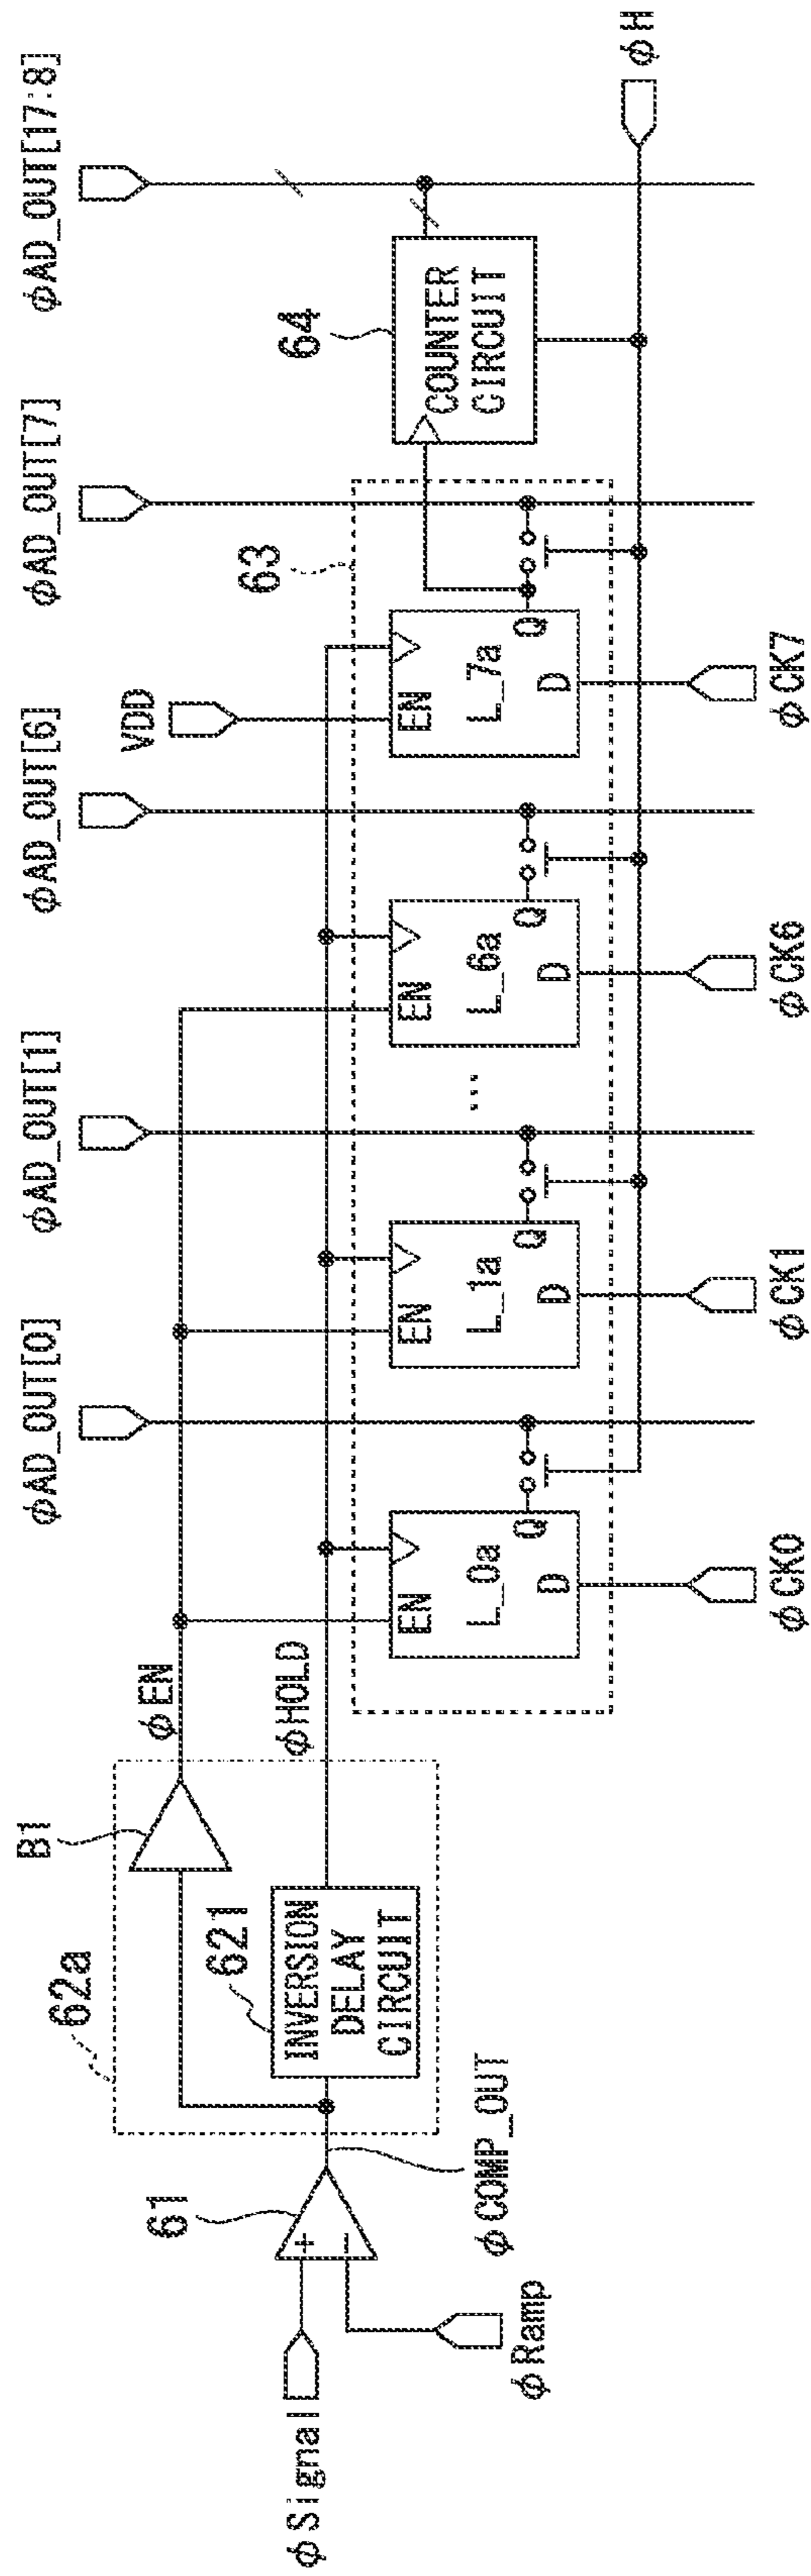 φAD_OUT[0]
φAD_OUT[1]
φAD_OUT[6]
φAD_OUT[7]
φAD_OUT[17:8]
62a
B1
φEN
VDD
61
621
φHOLD
63
64
φSignal
+
−
INVERSION
DELAY
CIRCUIT
EN
L_0a
D
Q
EN
L_1a
D
Q
...
EN
L_6a
D
Q
EN
L_7a
D
Q
COUNTER
CIRCUIT
φRamp
φCOMP_OUT
φH
φCK0
φCK1
φCK6
φCK7